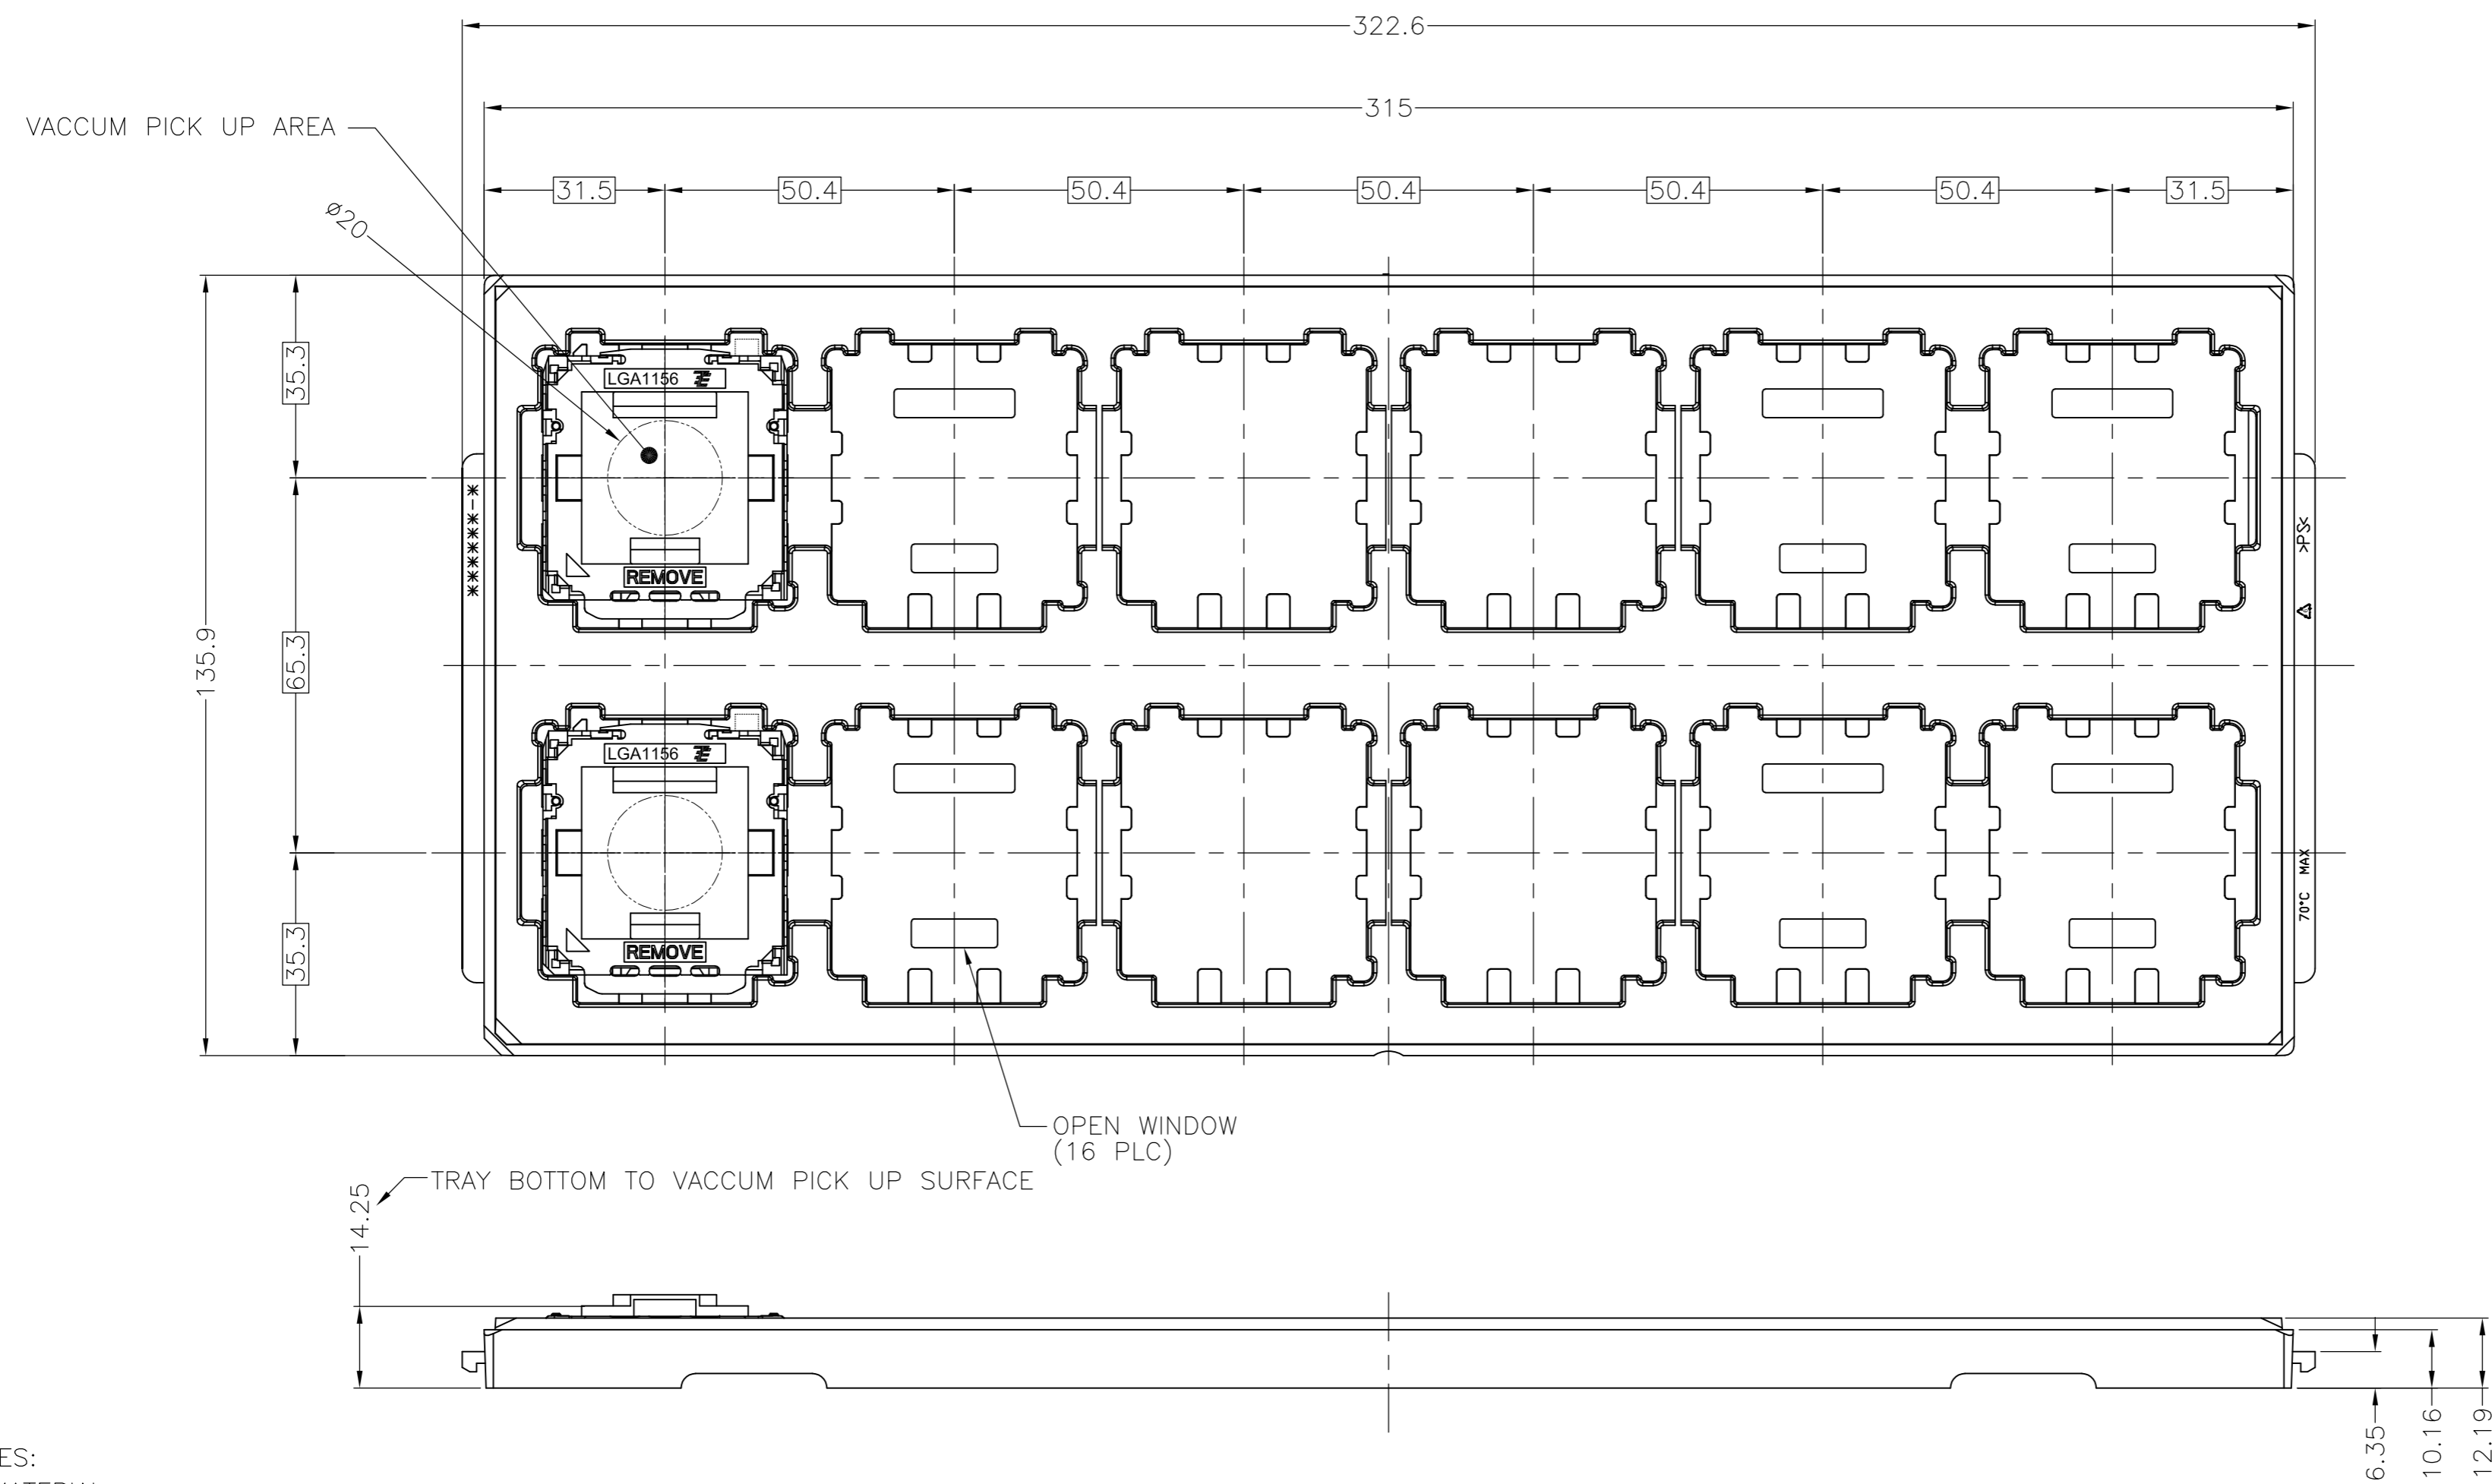 322.6
315
VACCUM PICK UP AREA
31.5
50.4
50.4
50.4
50.4
50.4
31.5
ø20
35.3
65.3
35.3
135.9
LGA1156
REMOVE
LGA1156
REMOVE
*-*******
>PS<
70°C MAX
OPEN WINDOW
(16 PLC)
TRAY BOTTOM TO VACCUM PICK UP SURFACE
14.25
6.35
10.16
12.19
ES: